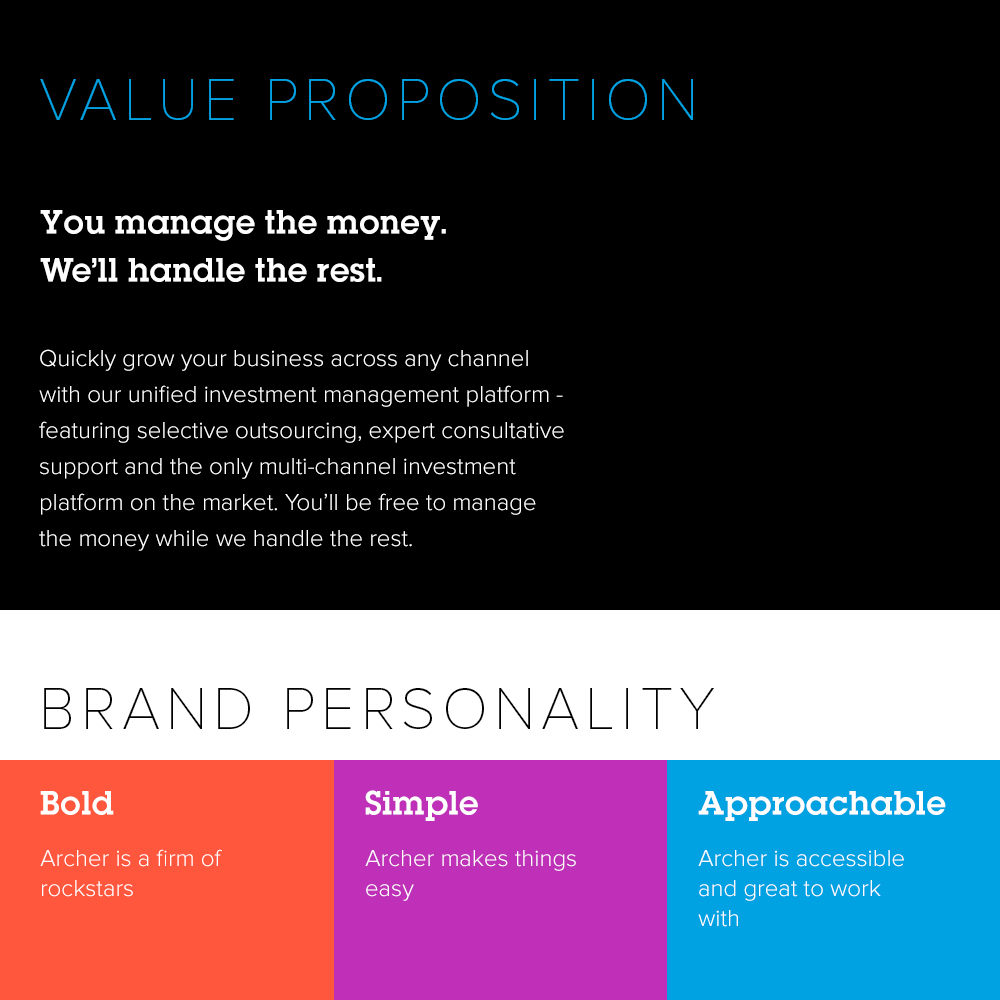 VALUE PROPOSITION
You manage the money.
We’ll handle the rest.
Quickly grow your business across any channel
with our unified investment management platform -
featuring selective outsourcing, expert consultative
support and the only multi-channel investment
platform on the market. You’ll be free to manage
the money while we handle the rest.
BRAND PERSONALITY
Bold
Archer is a firm of
rockstars
Simple
Archer makes things
easy
Approachable
Archer is accessible
and great to work
with